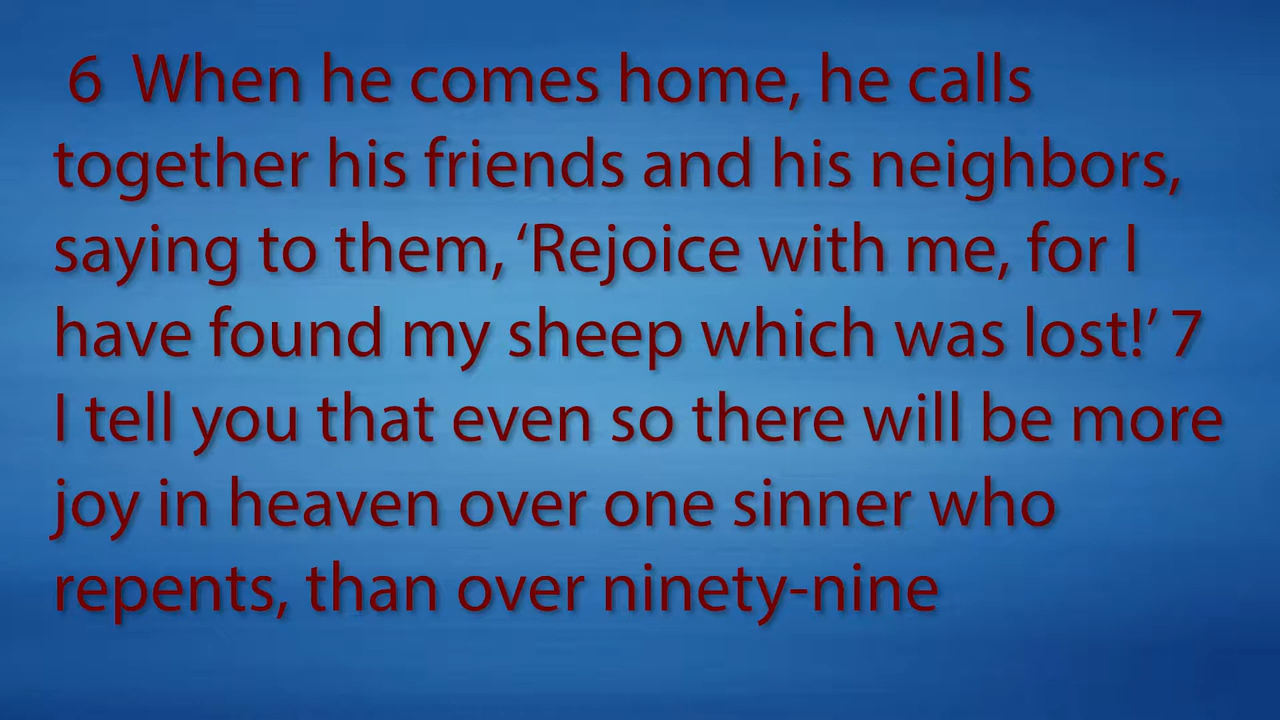 6 When he comes home, he calls
together his friends and his neighbors,
saying to them, ‘Rejoice with me, for I
have found my sheep which was lost!’ 7
I tell you that even so there will be more
joy in heaven over one sinner who
repents, than over ninety-nine